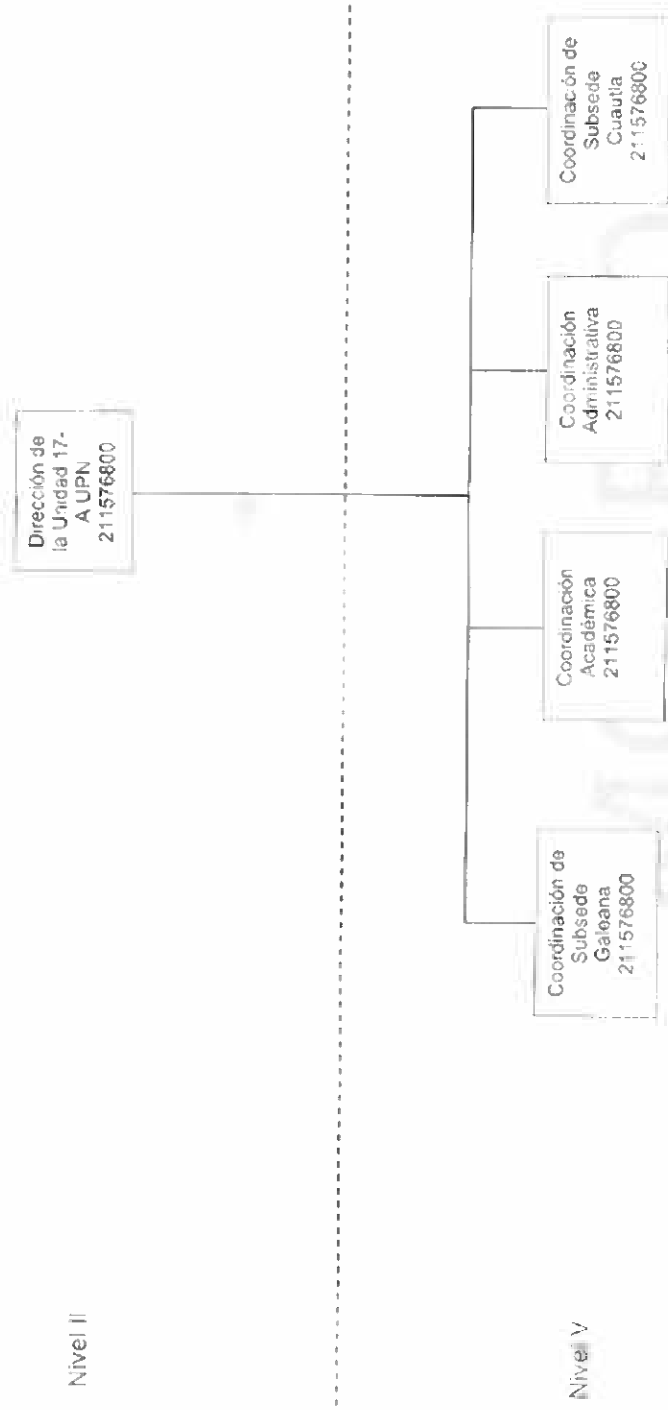 Nivel II
Dirección de
la Unidad 17-
A UPN
211576800
Nivel V
Coordinación de
Subsede
Galeana
211576800
Coordinación
Académica
211576800
Coordinación
Administrativa
211576800
Coordinación de
Subsede
Cuautla
211576800